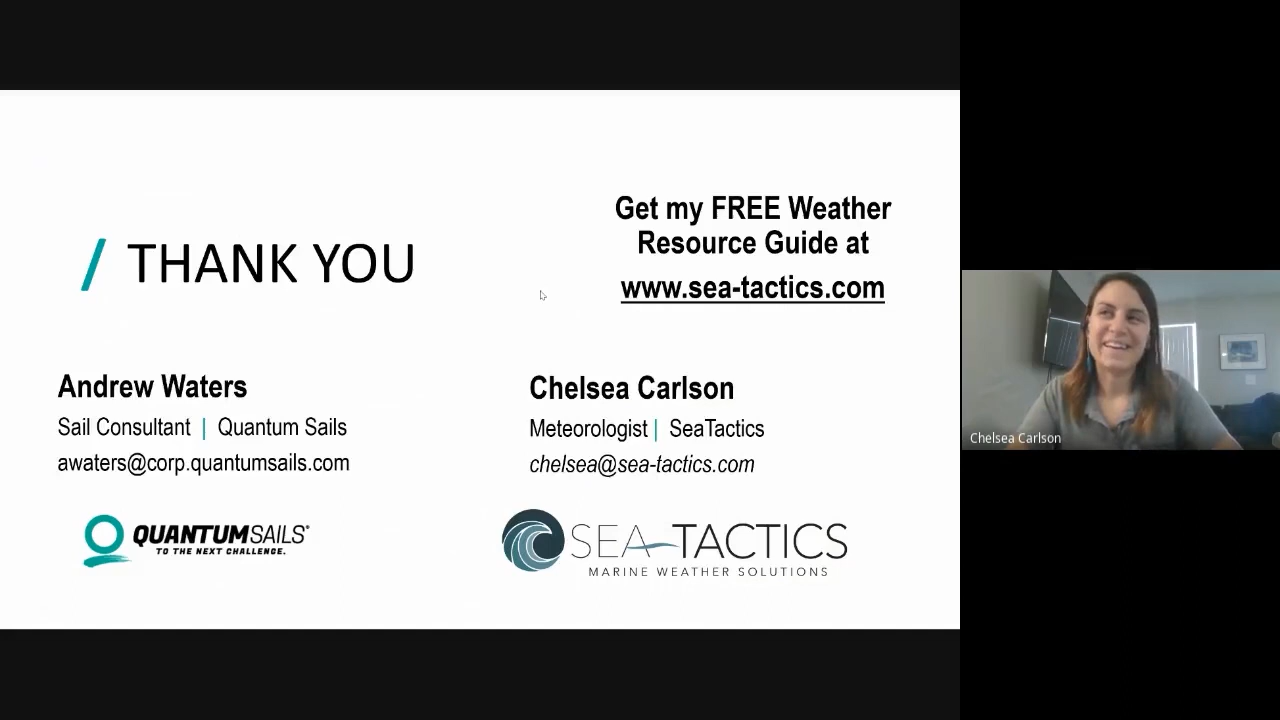 / THANK YOU
Get my FREE Weather
Resource Guide at
www.sea-tactics.com
Andrew Waters
Sail Consultant | Quantum Sails
awaters@corp.quantumsails.com
QUANTUMSAILS®
TO THE NEXT CHALLENGE.
Chelsea Carlson
Meteorologist | SeaTactics
chelsea@sea-tactics.com
SEA TACTICS
MARINE WEATHER SOLUTIONS
Chelsea Carlson